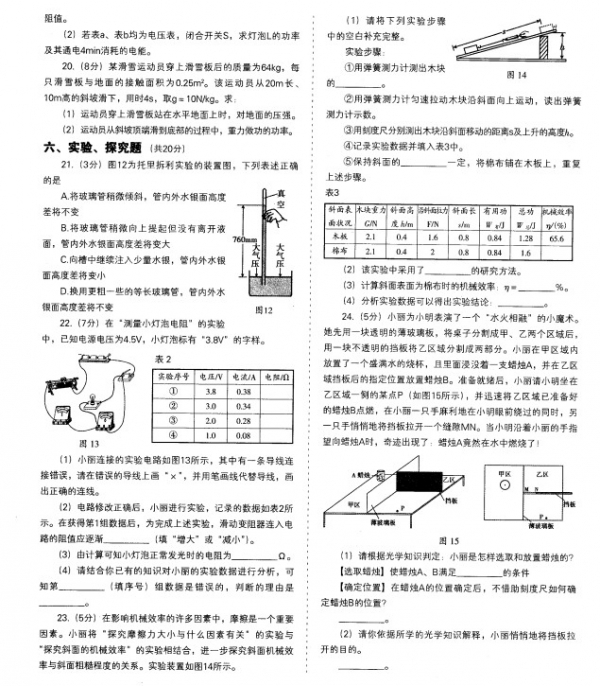 阻值。
(2) 若表a、表b均为电压表，闭合开关S，求灯泡L的功率
及其通电4min消耗的电能。
20.（8分）某滑雪运动员穿上滑雪板后的质量为64kg，每
只滑雪板与地面的接触面积为0.25m²。该运动员从20m长、
10m高的斜坡滑下，用时4s，取g＝10N/kg。求：
(1) 运动员穿上滑雪板站在水平地面上时，对地面的压强。
(2) 运动员从斜坡顶端滑到底部的过程中，重力做功的功率。
六、实验、探究题（共20分）
21.（3分）图12为托里拆利实验的装置图，下列表述正确
的是
A.将玻璃管稍微倾斜，管内外水银面高度
差将不变
B.将玻璃管稍微向上提起但没有离开液
面，管内外水银面高度差将变大
C.向槽中继续注入少量水银，管内外水银
面高度差将变小
D.换用更粗一些的等长玻璃管，管内外水
银面高度差将不变
真空
760mm
大气压
大气压
图12
22.（7分）在“测量小灯泡电阻”的实验
中，已知电源电压为4.5V，小灯泡标有“3.8V”的字样。
图 13
表 2
实验序号 电压/V 电流/A 电阻/Ω
① 3.8 0.38
② 3.0 0.34
③ 2.0 0.28
④ 1.0 0.08
(1) 小丽连接的实验电路如图13所示，其中有一条导线连
接错误，请在错误的导线上画“×”，并用笔画线代替导线，画
出正确的连线。
(2) 电路修改正确后，小丽进行实验，记录的数据如表2所
示。在获得第1组数据后，为完成上述实验，滑动变阻器连入电
路的阻值应逐渐________（填“增大”或“减小”）。
(3) 由计算可知小灯泡正常发光时的电阻为________Ω。
(4) 请结合你已有的知识对小丽的实验数据进行分析，可
知第________（填序号）组数据是错误的，判断的理由是
________。
23.（5分）在影响机械效率的许多因素中，摩擦是一个重要
因素。小丽将“探究摩擦力大小与什么因素有关”的实验与
“探究斜面的机械效率”的实验相结合，进一步探究斜面机械效
率与斜面粗糙程度的关系。实验装置如图14所示。
(1) 请将下列实验步骤
中的空白补充完整。
实验步骤：
①用弹簧测力计测出木块
的________。
图 14
②用弹簧测力计匀速拉动木块沿斜面向上运动，读出弹簧
测力计示数。
③用刻度尺分别测出木块沿斜面移动的距离s及上升的高度h。
④记录实验数据并填入表3中。
⑤保持斜面的________一定，将棉布铺在木板上，重复
上述步骤。
表3
斜面表面状况 木块重力G/N 斜面高度h/m 沿斜面拉力F/N 斜面长s/m 有用功W有/J 总功W总/J 机械效率η/(%)
木板 2.1 0.4 1.6 0.8 0.84 1.28 65.6
棉布 2.1 0.4 2 0.8 0.84 1.6
(2) 该实验中采用了________的研究方法。
(3) 计算斜面表面为棉布时的机械效率：η＝________%。
(4) 分析实验数据可以得出实验结论：________。
24.（5分）小丽为小明表演了一个“水火相融”的小魔术。
她先用一块透明的薄玻璃板，将桌子分割成甲、乙两个区域后，
用一块不透明的挡板将乙区域分割成两部分。小丽在甲区域内
放置了一个盛满水的烧杯，且里面浸没着一支蜡烛A，并在乙区
域挡板后的指定位置放置蜡烛B。准备就绪后，小丽请小明坐在
乙区域一侧的某点P（如图15所示），并迅速将乙区域已准备好
的蜡烛B点燃，在小丽一只手麻利地在小明眼前绕过的同时，另
一只手悄悄地将挡板拉开一个缝隙MN。当小明沿着小丽的手指
望向蜡烛A时，奇迹出现了：蜡烛A竟然在水中燃烧了！
A 蜡烛
甲区
P
挡板
薄玻璃板
甲区
乙区
M N
P
挡板
薄玻璃板
图 15
(1) 请根据光学知识判定：小丽是怎样选取和放置蜡烛的？
【选取蜡烛】使蜡烛A、B满足________的条件
【确定位置】在蜡烛A的位置确定后，不借助刻度尺如何确
定蜡烛B的位置？
________。
(2) 请你依据所学的光学知识解释，小丽悄悄地将挡板拉
开的目的。
________。